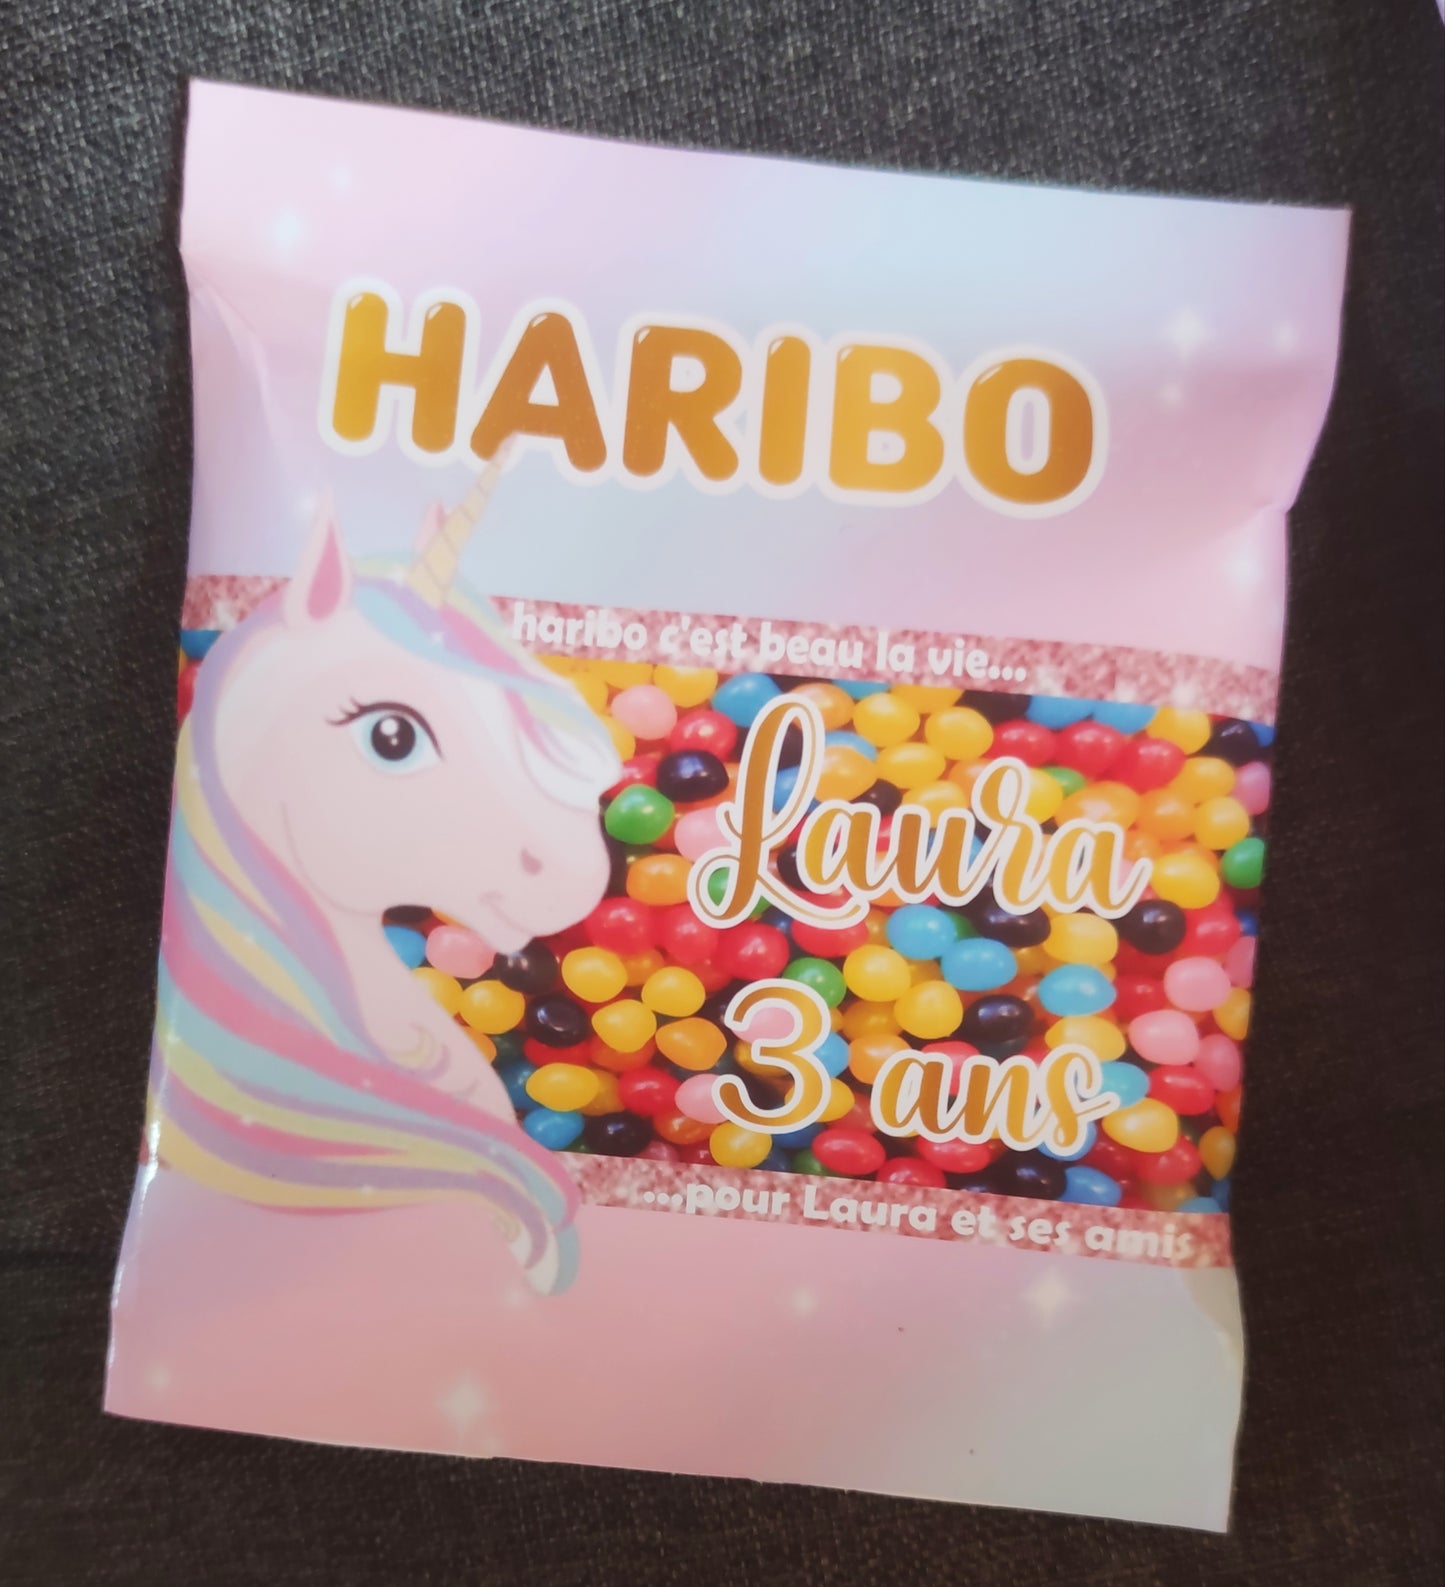 HARIBO
haribo c'est beau la vie...
Laura
3 ans
...pour Laura et ses amis